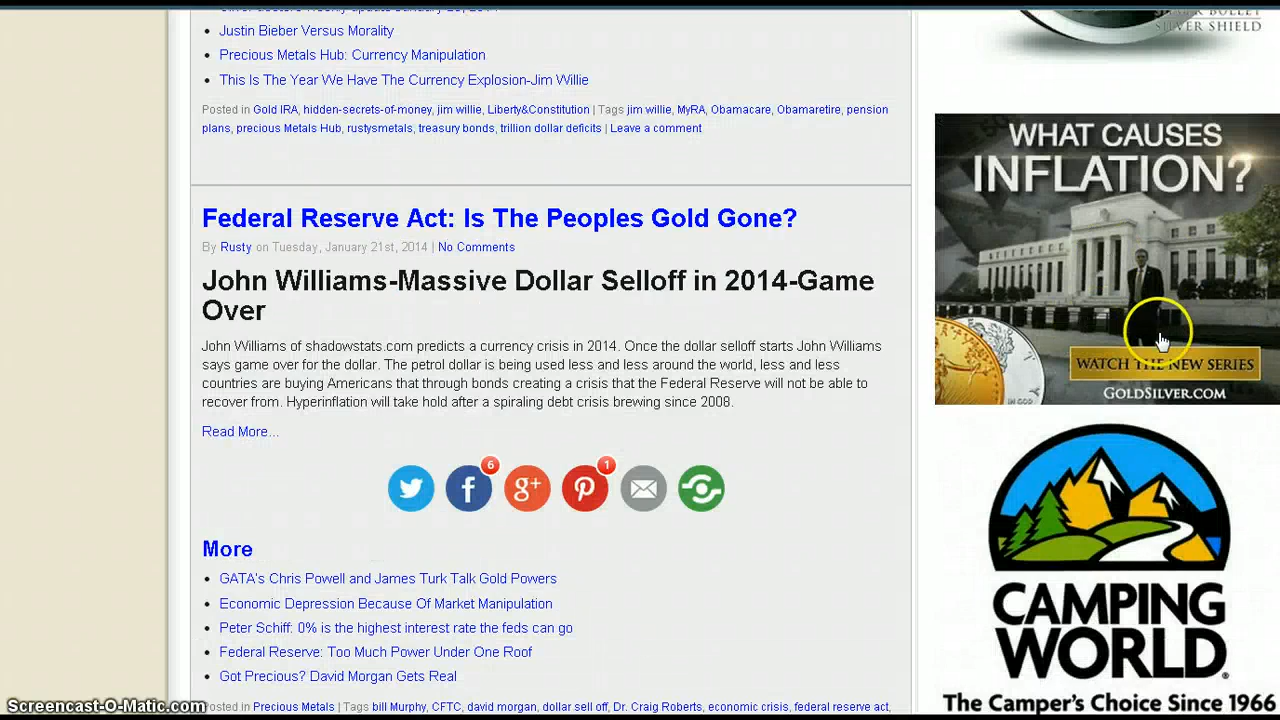 Justin Bieber Versus Morality
Precious Metals Hub: Currency Manipulation
This Is The Year We Have The Currency Explosion-Jim Willie
Posted in Gold IRA, hidden-secrets-of-money, jim willie, Liberty&Constitution | Tags jim willie, MyRA, Obamacare, Obamaretire, pension
plans, precious Metals Hub, rustysmetals, treasury bonds, trillion dollar deficits | Leave a comment
Federal Reserve Act: Is The Peoples Gold Gone?
By Rusty on Tuesday, January 21st, 2014 | No Comments
John Williams-Massive Dollar Selloff in 2014-Game
Over
John Williams of shadowstats.com predicts a currency crisis in 2014. Once the dollar selloff starts John Williams
says game over for the dollar. The petrol dollar is being used less and less around the world, less and less
countries are buying Americans that through bonds creating a crisis that the Federal Reserve will not be able to
recover from. Hyperinflation will take hold and a spiraling debt crisis brewing since 2008.
Read More...
6
1
More
GATA's Chris Powell and James Turk Talk Gold Powers
Economic Depression Because Of Market Manipulation
Peter Schiff: 0% is the highest interest rate the feds can go
Federal Reserve: Too Much Power Under One Roof
Got Precious? David Morgan Gets Real
Posted in Precious Metals | Tags bill Murphy, CFTC, david morgan, dollar sell off, Dr. Craig Roberts, economic crisis, federal reserve act,
SILVER SHIELD
WHAT CAUSES
INFLATION?
WATCH THE NEW SERIES
GOLDSILVER.COM
CAMPING
WORLD
The Camper's Choice Since 1966
Screencast-O-Matic.com